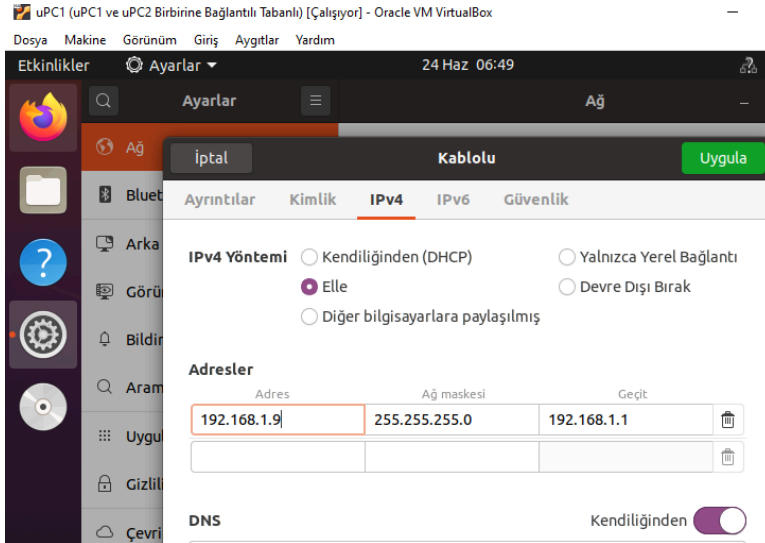 uPC1 (uPC1 ve uPC2 Birbirine Bağlantılı Tabanlı) [Çalışıyor] - Oracle VM VirtualBox
Dosya Makine Görünüm Giriş Aygıtlar Yardım
Etkinlikler Ayarlar 24 Haz 06:49
Ayarlar Ağ
Ağ
İptal Kablolu Uygula
Bluet
Ayrıntılar Kimlik IPv4 IPv6 Güvenlik
Arka
IPv4 Yöntemi Kendiliğinden (DHCP) Yalnızca Yerel Bağlantı
Görü
Elle Devre Dışı Bırak
Diğer bilgisayarlara paylaşılmış
Bildir
Adresler
Aram
Adres Ağ maskesi Geçit
192.168.1.9 255.255.255.0 192.168.1.1
Uygul
Gizlili
DNS Kendiliğinden
Çevri